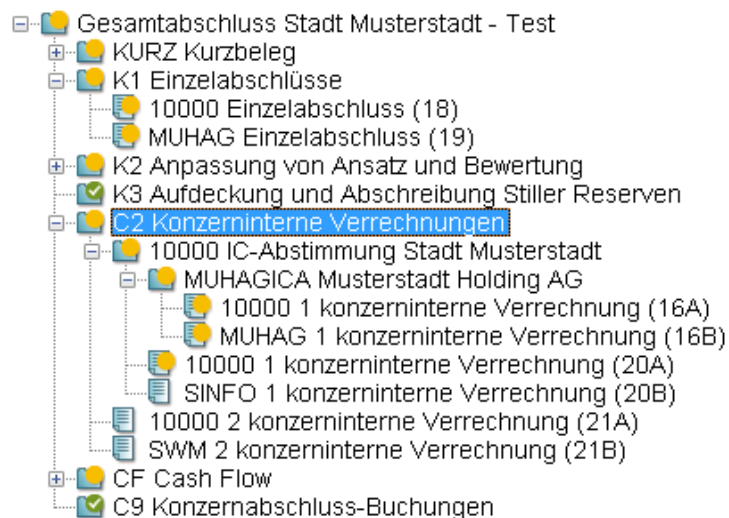 Gesamtabschluss Stadt Musterstadt - Test
KURZ Kurzbeleg
K1 Einzelabschlüsse
10000 Einzelabschluss (18)
MUHAG Einzelabschluss (19)
K2 Anpassung von Ansatz und Bewertung
K3 Aufdeckung und Abschreibung Stiller Reserven
C2 Konzerninterne Verrechnungen
10000 IC-Abstimmung Stadt Musterstadt
MUHAGICA Musterstadt Holding AG
10000 1 konzerninterne Verrechnung (16A)
MUHAG 1 konzerninterne Verrechnung (16B)
10000 1 konzerninterne Verrechnung (20A)
SINFO 1 konzerninterne Verrechnung (20B)
10000 2 konzerninterne Verrechnung (21A)
SWM 2 konzerninterne Verrechnung (21B)
CF Cash Flow
C9 Konzernabschluss-Buchungen